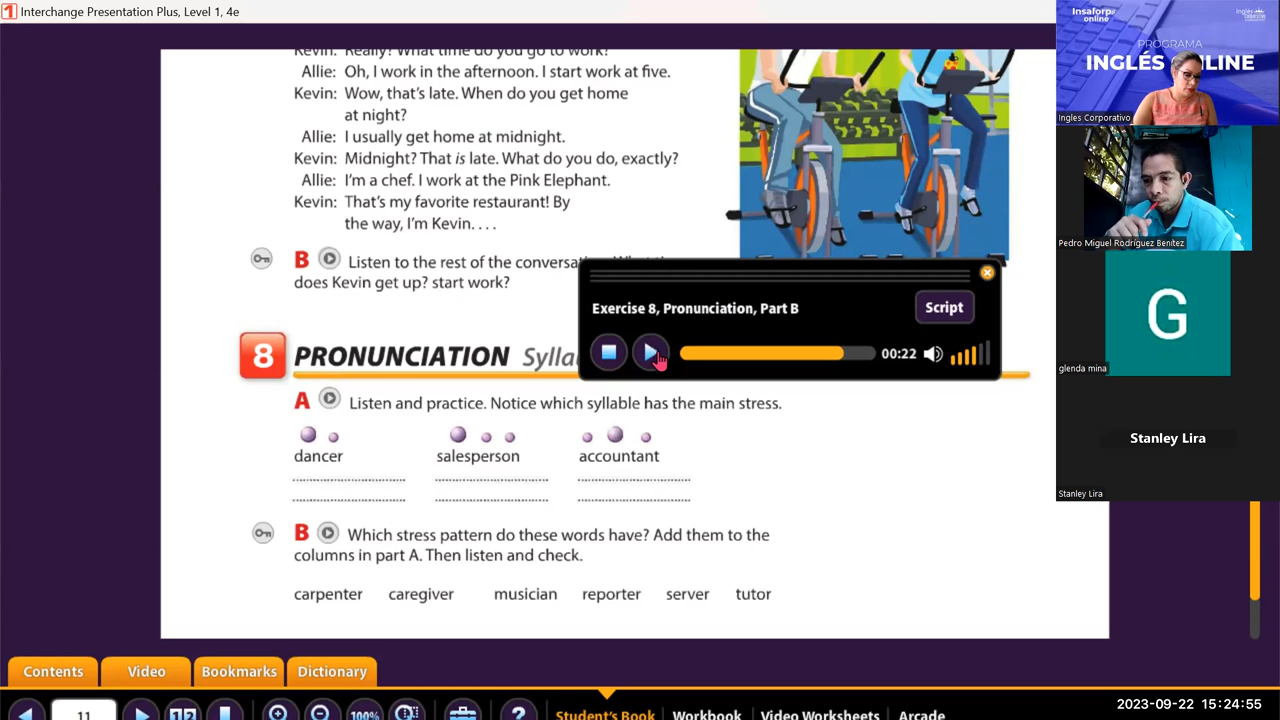 Interchange Presentation Plus, Level 1, 4e
Kevin: Really? What time do you go to work?
Allie: Oh, I work in the afternoon. I start work at five.
Kevin: Wow, that's late. When do you get home
at night?
Allie: I usually get home at midnight.
Kevin: Midnight? That is late. What do you do, exactly?
Allie: I'm a chef. I work at the Pink Elephant.
Kevin: That's my favorite restaurant! By
the way, I'm Kevin. . . .
B Listen to the rest of the conversation.
does Kevin get up? start work?
Exercise 8, Pronunciation, Part B
Script
00:22
8 PRONUNCIATION
A Listen and practice. Notice which syllable has the main stress.
dancer salesperson accountant
B Which stress pattern do these words have? Add them to the
columns in part A. Then listen and check.
carpenter caregiver musician reporter server tutor
Contents Video Bookmarks Dictionary
11
1 2
100%
?
Student's Book Workbook Video Worksheets Arcade
Insaforp
online
PROGRAMA
INGLÉS ONLINE
Ingles Corporativo
Pedro Miguel Rodríguez Benítez
G
glenda mina
Stanley Lira
Stanley Lira
2023-09-22 15:24:55